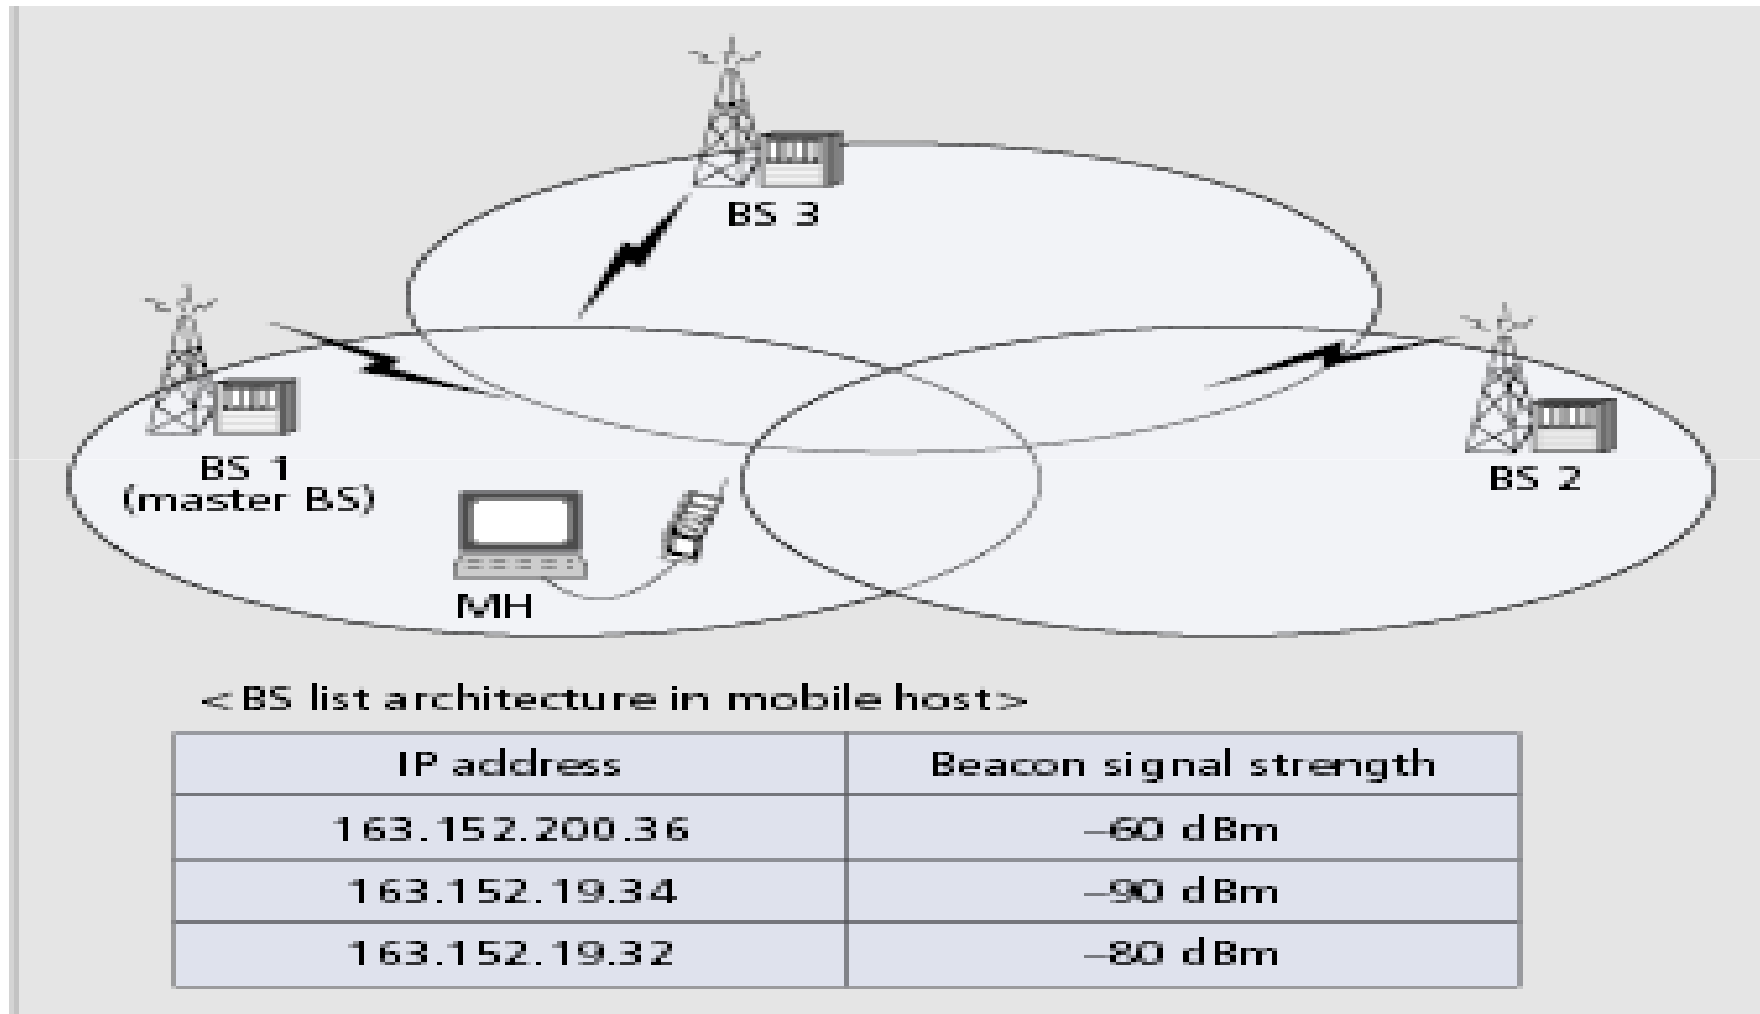 BS 3
BS 1
(master BS)
BS 2
MH
<BS list architecture in mobile host>
IP address Beacon signal strength
163.152.200.36 –60 dBm
163.152.19.34 –90 dBm
163.152.19.32 –80 dBm